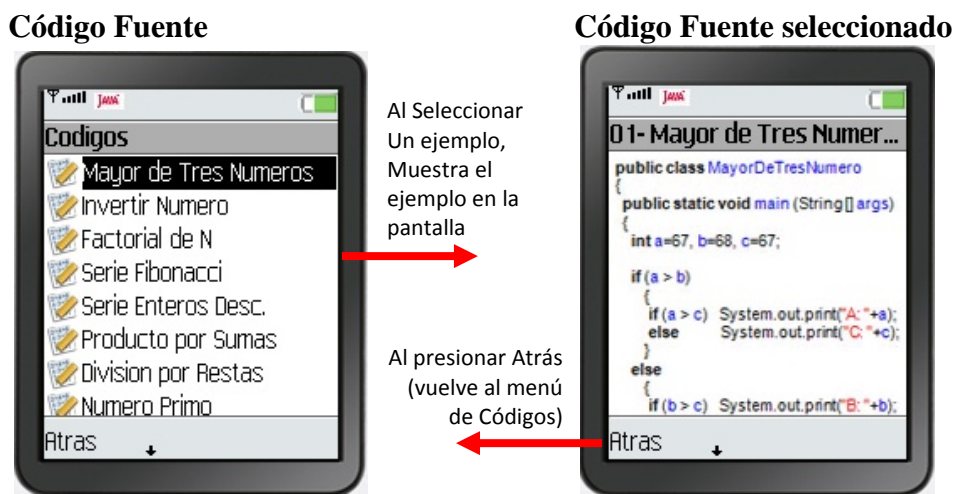 Código Fuente
JAVA
Codigos
Mayor de Tres Numeros
Invertir Numero
Factorial de N
Serie Fibonacci
Serie Enteros Desc.
Producto por Sumas
Division por Restas
Numero Primo
Atras
Al Seleccionar
Un ejemplo,
Muestra el
ejemplo en la
pantalla
Al presionar Atrás
(vuelve al menú
de Códigos)
Código Fuente seleccionado
JAVA
01- Mayor de Tres Numer...
public class MayorDeTresNumero
{
public static void main (String[] args)
{
int a=67, b=68, c=67;
if (a > b)
{
if (a > c) System.out.print("A: "+a);
else System.out.print("C: "+c);
}
else
{
if (b > c) System.out.print("B: "+b);
Atras